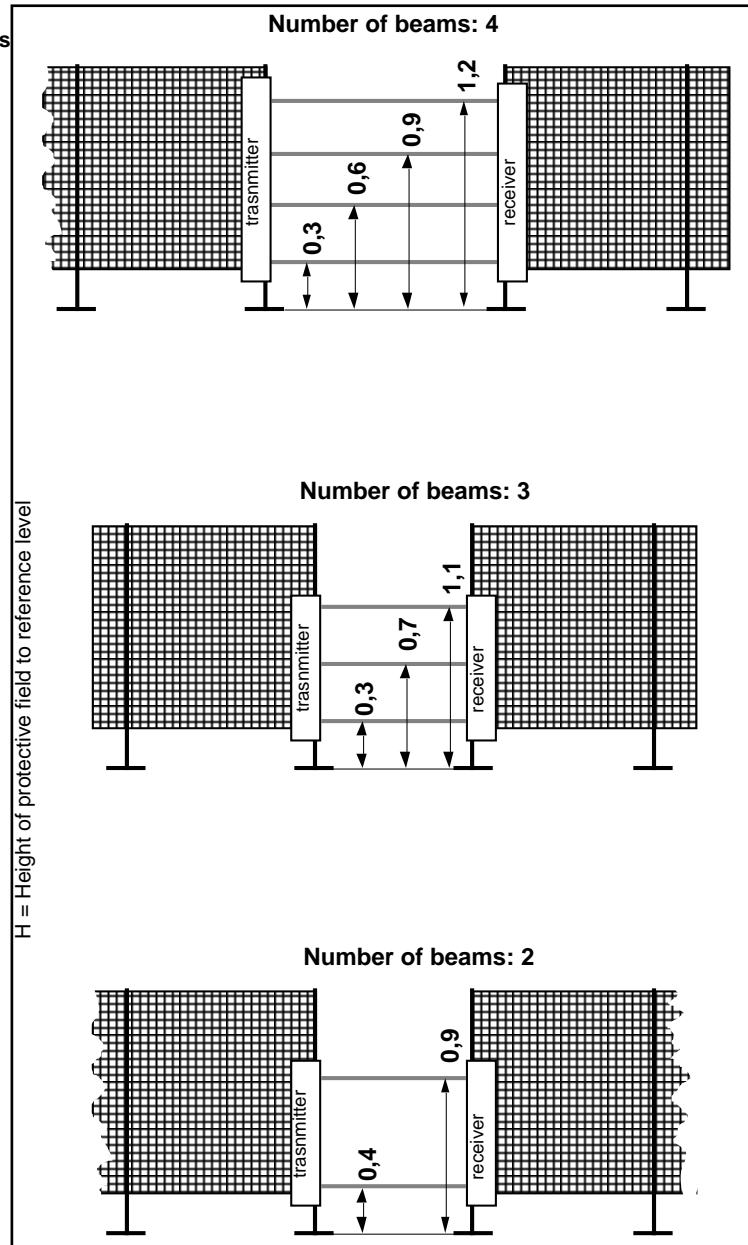 s
Number of beams: 4
1,2
0,9
0,6
0,3
trasnmitter
receiver
H = Height of protective field to reference level
Number of beams: 3
1,1
0,7
0,3
trasnmitter
receiver
Number of beams: 2
0,9
0,4
trasnmitter
receiver